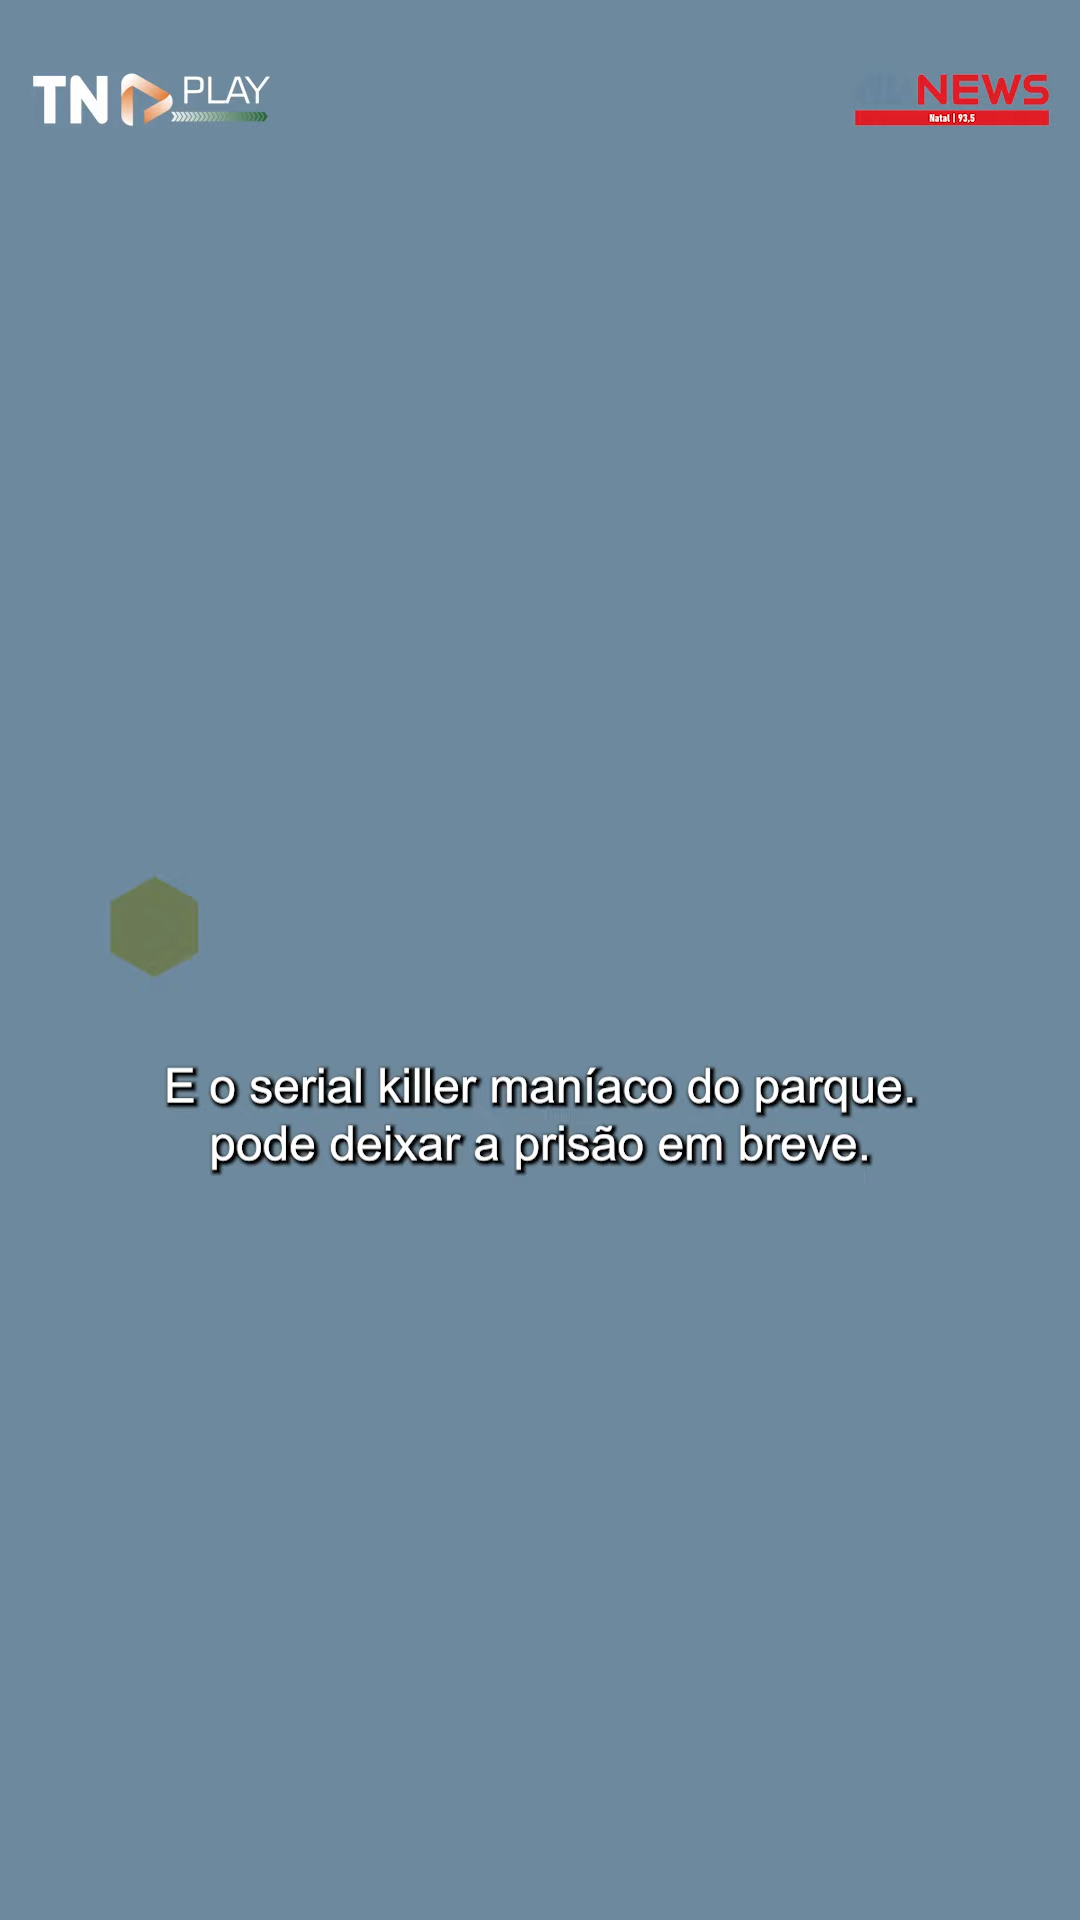 TN PLAY
NEWS
Natal | 93,5
E o serial killer maníaco do parque.
pode deixar a prisão em breve.